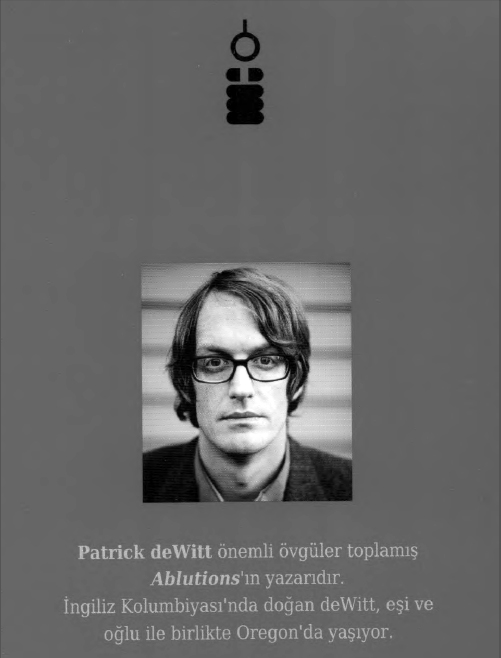 Patrick deWitt önemli övgüler toplamış
Ablutions'ın yazarıdır.
İngiliz Kolumbiyası'nda doğan deWitt, eşi ve
oğlu ile birlikte Oregon'da yaşıyor.